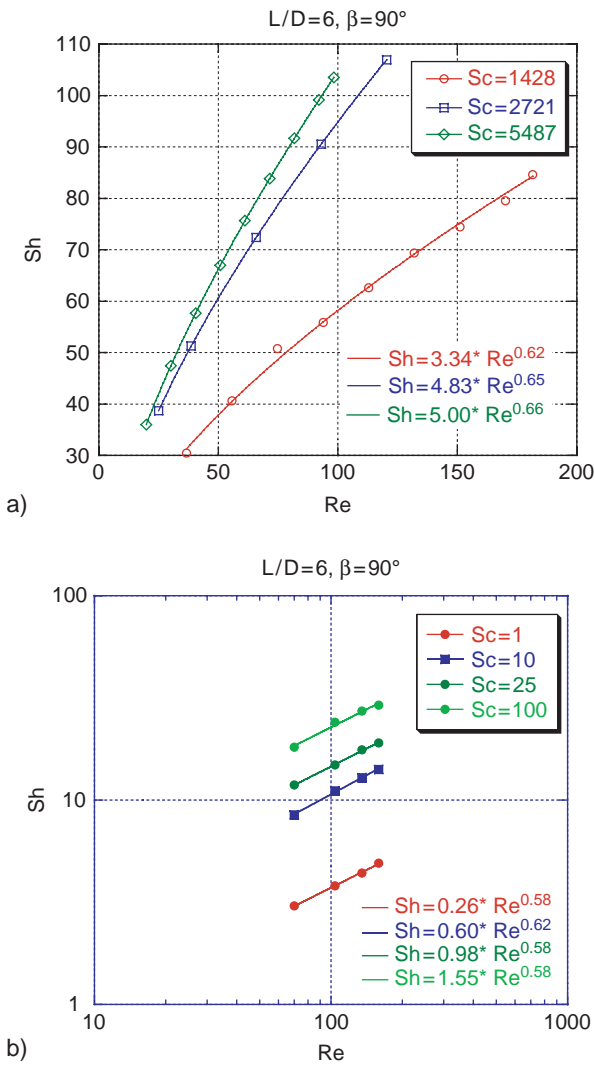 L/D=6, β=90°
110
100
90
80
70
60
50
40
30
Sh
Sc=1428
Sc=2721
Sc=5487
Sh=3.34* Re^0.62
Sh=4.83* Re^0.65
Sh=5.00* Re^0.66
0 50 100 150 200
Re
a)
L/D=6, β=90°
100
10
1
Sh
Sc=1
Sc=10
Sc=25
Sc=100
Sh=0.26* Re^0.58
Sh=0.60* Re^0.62
Sh=0.98* Re^0.58
Sh=1.55* Re^0.58
10 100 1000
Re
b)